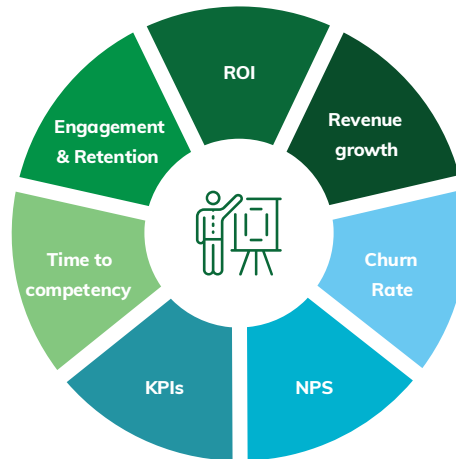 ROI
Revenue
growth
Churn
Rate
NPS
KPIs
Time to
competency
Engagement
& Retention